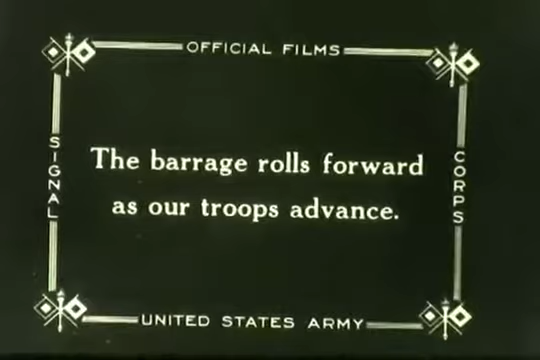 OFFICIAL FILMS
SIGNAL
The barrage rolls forward
as our troops advance.
CORPS
UNITED STATES ARMY